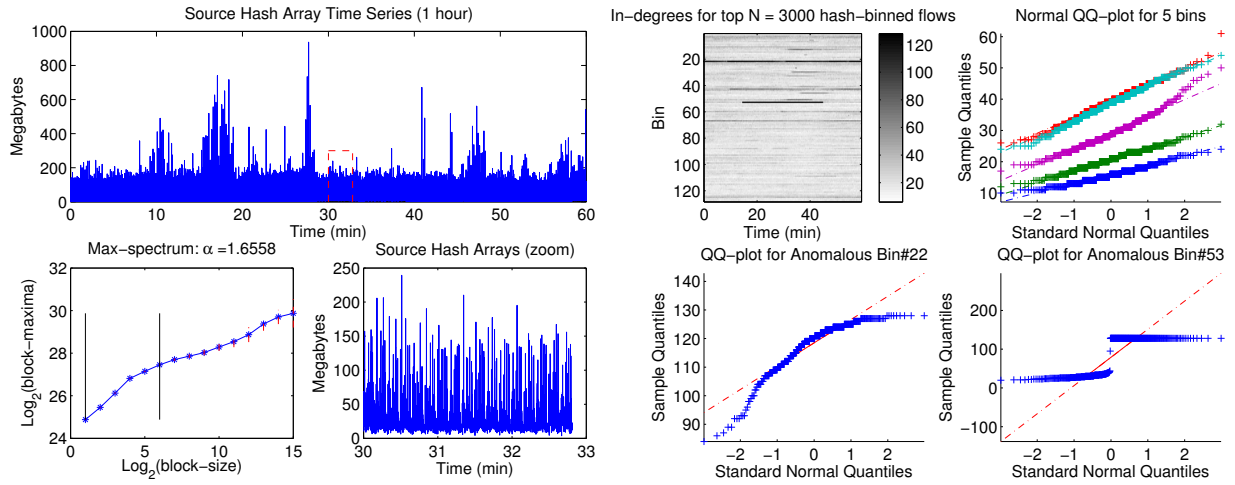 Source Hash Array Time Series (1 hour)
1000
800
600
400
200
0
Megabytes
0 10 20 30 40 50 60
Time (min)
Max−spectrum: α =1.6558
32
30
28
26
24
Log2(block−maxima)
0 5 10 15
Log2(block−size)
Source Hash Arrays (zoom)
250
200
150
100
50
0
Megabytes
30 31 32 33
Time (min)
In−degrees for top N = 3000 hash−binned flows
20
40
60
80
100
120
Bin
0 20 40
Time (min)
120
100
80
60
40
20
Normal QQ−plot for 5 bins
60
50
40
30
20
10
Sample Quantiles
−2 −1 0 1 2
Standard Normal Quantiles
QQ−plot for Anomalous Bin#22
140
130
120
110
100
90
Sample Quantiles
−2 −1 0 1 2
Standard Normal Quantiles
QQ−plot for Anomalous Bin#53
200
100
0
−100
Sample Quantiles
−2 −1 0 1 2
Standard Normal Quantiles